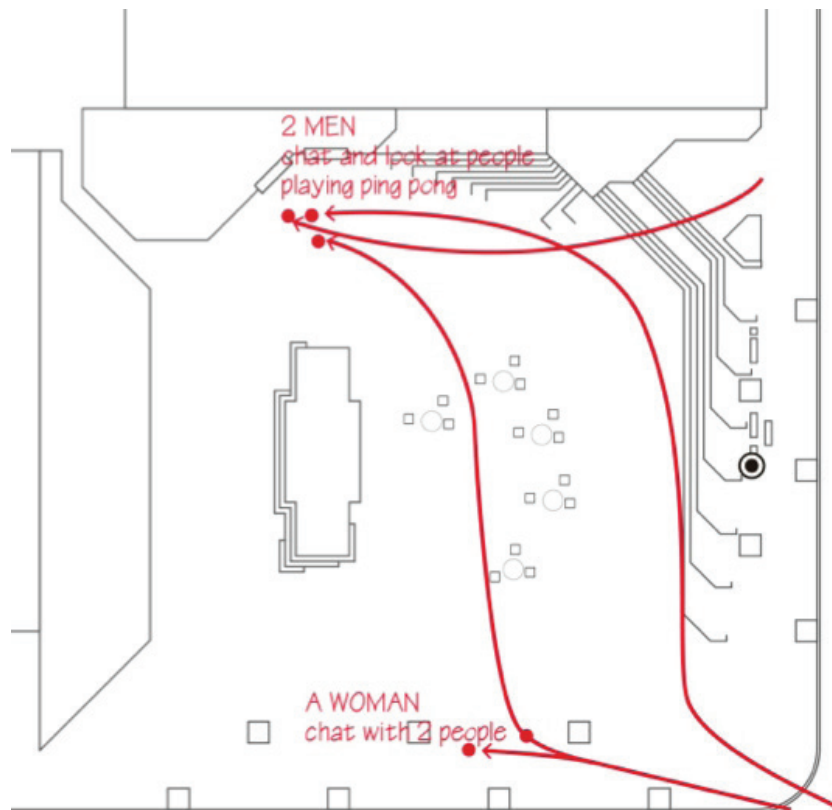 2 MEN
chat and look at people
playing ping pong
A WOMAN
chat with 2 people